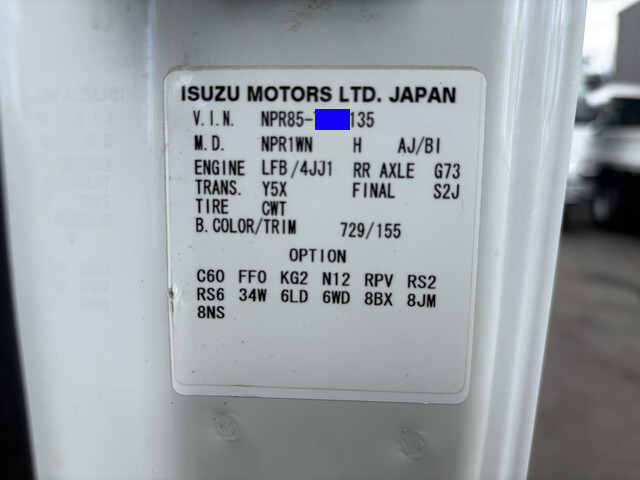 ISUZU MOTORS LTD. JAPAN
V.I.N. NPR85-7 135
M.D. NPR1WN H AJ/BI
ENGINE LFB/4JJ1 RR AXLE G73
TRANS. Y5X FINAL S2J
TIRE CWT
B.COLOR/TRIM 729/155
OPTION
C60 FF0 KG2 N12 RPV RS2
RS6 34W 6LD 6WD 8BX 8JM
8NS